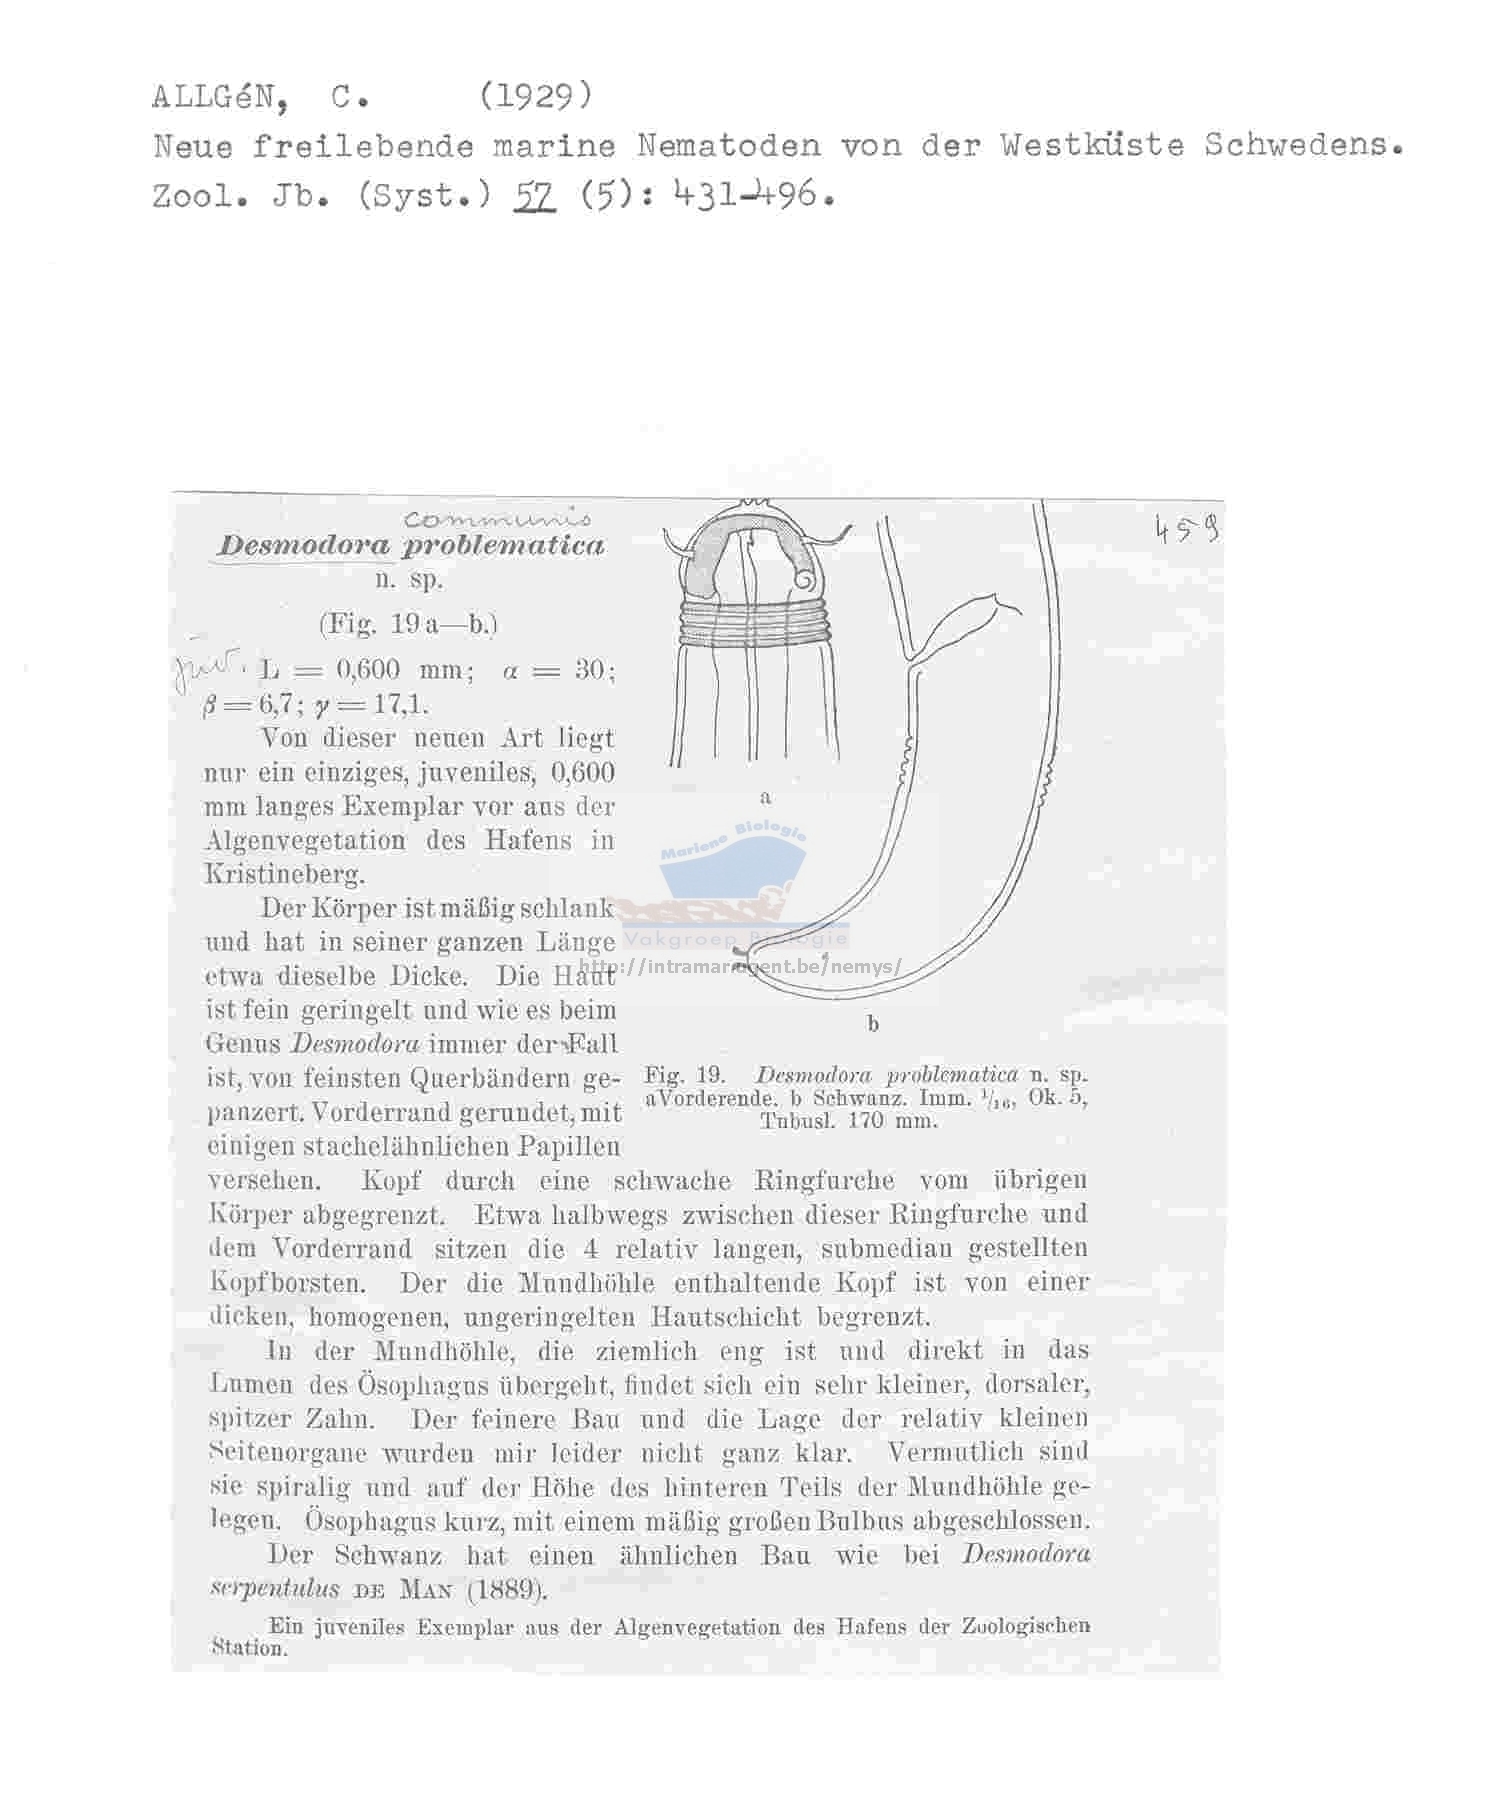 ALLGéN, C. (1929)
Neue freilebende marine Nematoden von der Westküste Schwedens.
Zool. Jb. (Syst.) 57 (5): 431-496.
communis
459
Desmodora problematica
n. sp.
(Fig. 19 a—b.)
juv. L = 0,600 mm; α = 30;
β = 6,7; γ = 17,1.
Von dieser neuen Art liegt
nur ein einziges, juveniles, 0,600
mm langes Exemplar vor aus der
Algenvegetation des Hafens in
Kristineberg.
Der Körper ist mäßig schlank
und hat in seiner ganzen Länge
etwa dieselbe Dicke. Die Haut
ist fein geringelt und wie es beim
Genus Desmodora immer der Fall
ist, von feinsten Querbändern ge-
panzert. Vorderrand gerundet, mit
einigen stachelähnlichen Papillen
a
Mariene Biologie
Vakgroep Biologie
http://intramar.ugent.be/nemys/
b
Fig. 19. Desmodora problematica n. sp.
a Vorderende. b Schwanz. Imm. 1/16, Ok. 5,
Tubusl. 170 mm.
versehen. Kopf durch eine schwache Ringfurche vom übrigen
Körper abgegrenzt. Etwa halbwegs zwischen dieser Ringfurche und
dem Vorderrand sitzen die 4 relativ langen, submedian gestellten
Kopfborsten. Der die Mundhöhle enthaltende Kopf ist von einer
dicken, homogenen, ungeringelten Hautschicht begrenzt.
In der Mundhöhle, die ziemlich eng ist und direkt in das
Lumen des Ösophagus übergeht, findet sich ein sehr kleiner, dorsaler,
spitzer Zahn. Der feinere Bau und die Lage der relativ kleinen
Seitenorgane wurden mir leider nicht ganz klar. Vermutlich sind
sie spiralig und auf der Höhe des hinteren Teils der Mundhöhle ge-
legen. Ösophagus kurz, mit einem mäßig großen Bulbus abgeschlossen.
Der Schwanz hat einen ähnlichen Bau wie bei Desmodora
serpentulus DE MAN (1889).
Ein juveniles Exemplar aus der Algenvegetation des Hafens der Zoologischen
Station.